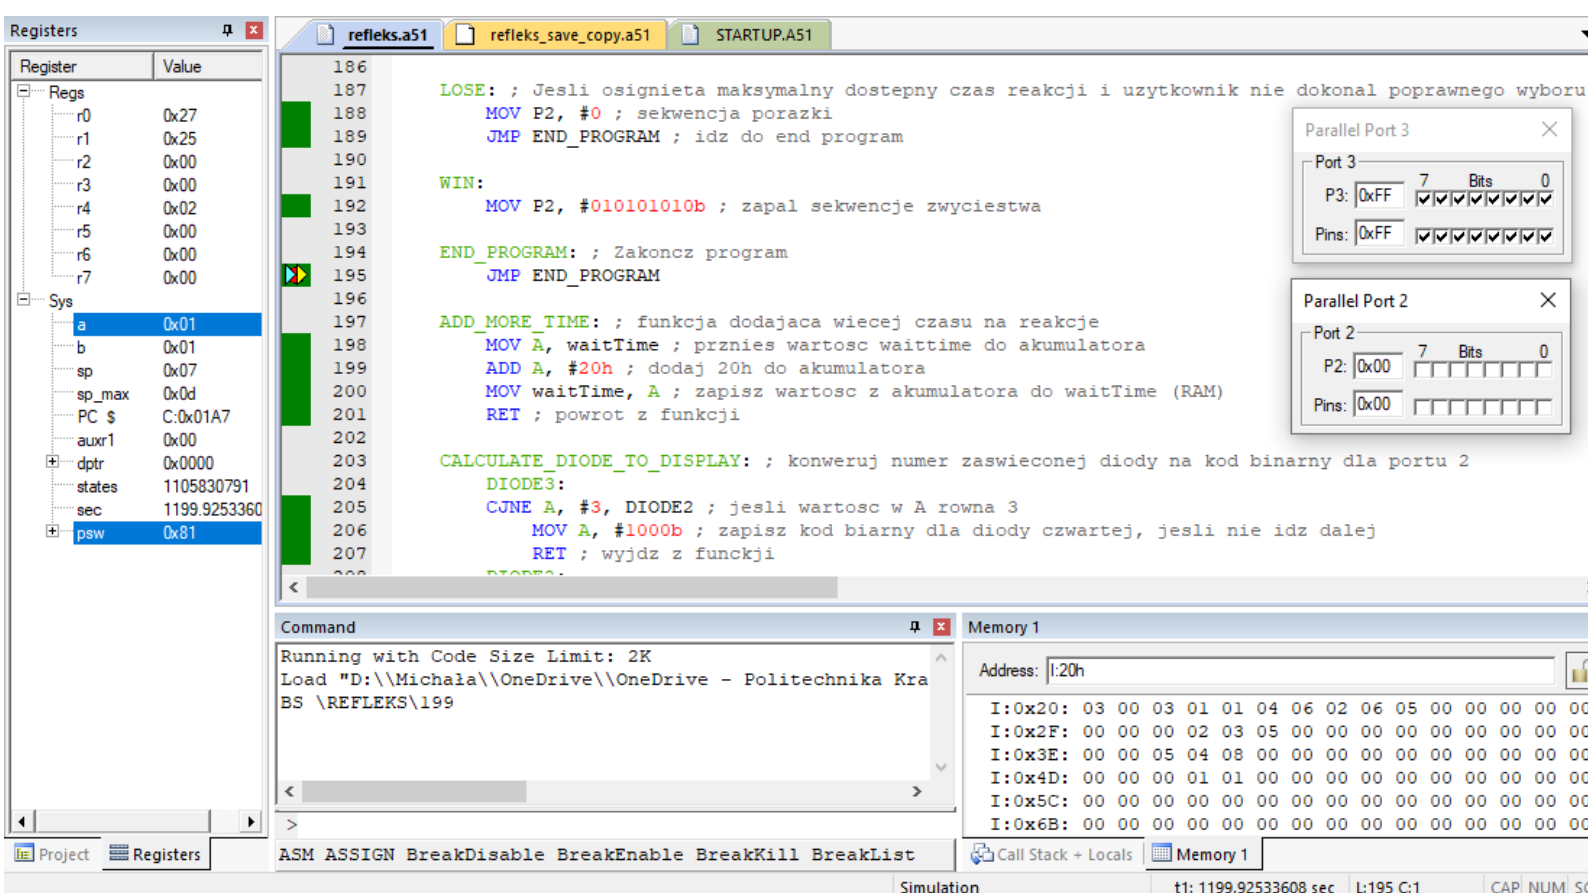 Registers
Register Value
Regs
r0 0x27
r1 0x25
r2 0x00
r3 0x00
r4 0x02
r5 0x00
r6 0x00
r7 0x00
Sys
a 0x01
b 0x01
sp 0x07
sp_max 0x0d
PC $ C:0x01A7
auxr1 0x00
dptr 0x0000
states 1105830791
sec 1199.9253360
psw 0x81
Project Registers
refleks.a51 refleks_save_copy.a51 STARTUP.A51
186
187 LOSE: ; Jesli osignieta maksymalny dostepny czas reakcji i uzytkownik nie dokonal poprawnego wyboru
188 MOV P2, #0 ; sekwencja porazki
189 JMP END_PROGRAM ; idz do end program
190
191 WIN:
192 MOV P2, #010101010b ; zapal sekwencje zwyciestwa
193
194 END_PROGRAM: ; Zakoncz program
195 JMP END_PROGRAM
196
197 ADD_MORE_TIME: ; funkcja dodajaca wiecej czasu na reakcje
198 MOV A, waitTime ; prznies wartosc waittime do akumulatora
199 ADD A, #20h ; dodaj 20h do akumulatora
200 MOV waitTime, A ; zapisz wartosc z akumulatora do waitTime (RAM)
201 RET ; powrot z funkcji
202
203 CALCULATE_DIODE_TO_DISPLAY: ; konweruj numer zaswieconej diody na kod binarny dla portu 2
204 DIODE3:
205 CJNE A, #3, DIODE2 ; jesli wartosc w A rowna 3
206 MOV A, #1000b ; zapisz kod biarny dla diody czwartej, jesli nie idz dalej
207 RET ; wyjdz z funckji
Parallel Port 3
Port 3
7 Bits 0
P3: 0xFF
Pins: 0xFF
Parallel Port 2
Port 2
7 Bits 0
P2: 0x00
Pins: 0x00
Command
Running with Code Size Limit: 2K
Load "D:\\Michała\\OneDrive\\OneDrive - Politechnika Kra
BS \REFLEKS\199
>
ASM ASSIGN BreakDisable BreakEnable BreakKill BreakList
Memory 1
Address: I:20h
I:0x20: 03 00 03 01 01 04 06 02 06 05 00 00 00 00 00
I:0x2F: 00 00 00 02 03 05 00 00 00 00 00 00 00 00 00
I:0x3E: 00 00 05 04 08 00 00 00 00 00 00 00 00 00 00
I:0x4D: 00 00 00 01 01 00 00 00 00 00 00 00 00 00 00
I:0x5C: 00 00 00 00 00 00 00 00 00 00 00 00 00 00 00
I:0x6B: 00 00 00 00 00 00 00 00 00 00 00 00 00 00 00
Call Stack + Locals Memory 1
Simulation t1: 1199.92533608 sec L:195 C:1 CAP NUM